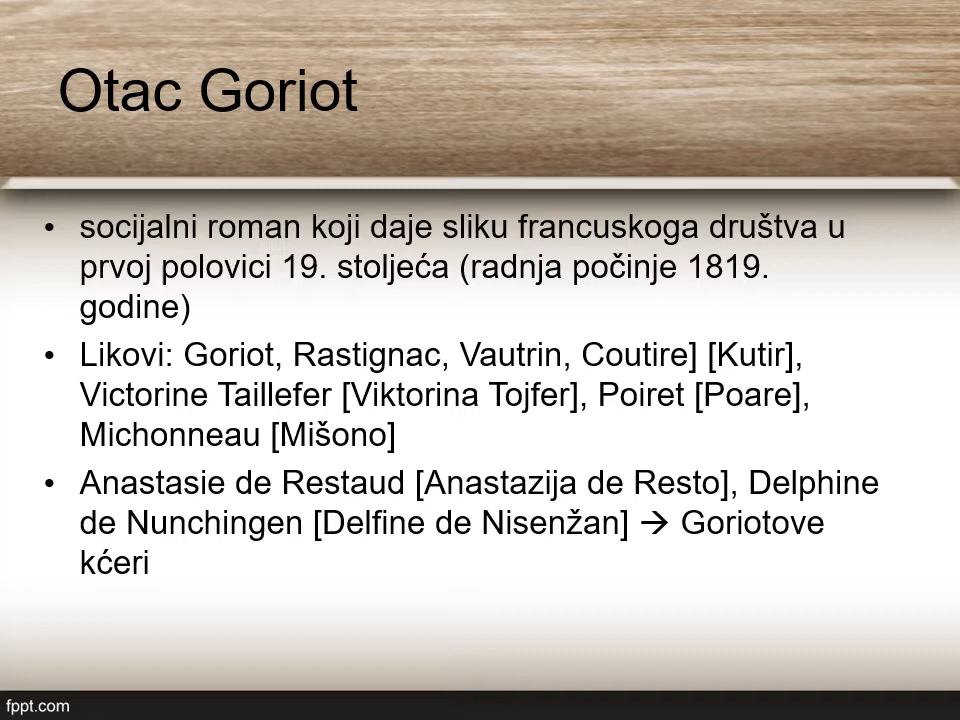 Otac Goriot
• socijalni roman koji daje sliku francuskoga društva u
prvoj polovici 19. stoljeća (radnja počinje 1819.
godine)
• Likovi: Goriot, Rastignac, Vautrin, Coutire] [Kutir],
Victorine Taillefer [Viktorina Tojfer], Poiret [Poare],
Michonneau [Mišono]
• Anastasie de Restaud [Anastazija de Resto], Delphine
de Nunchingen [Delfine de Nisenžan] → Goriotove
kćeri
fppt.com